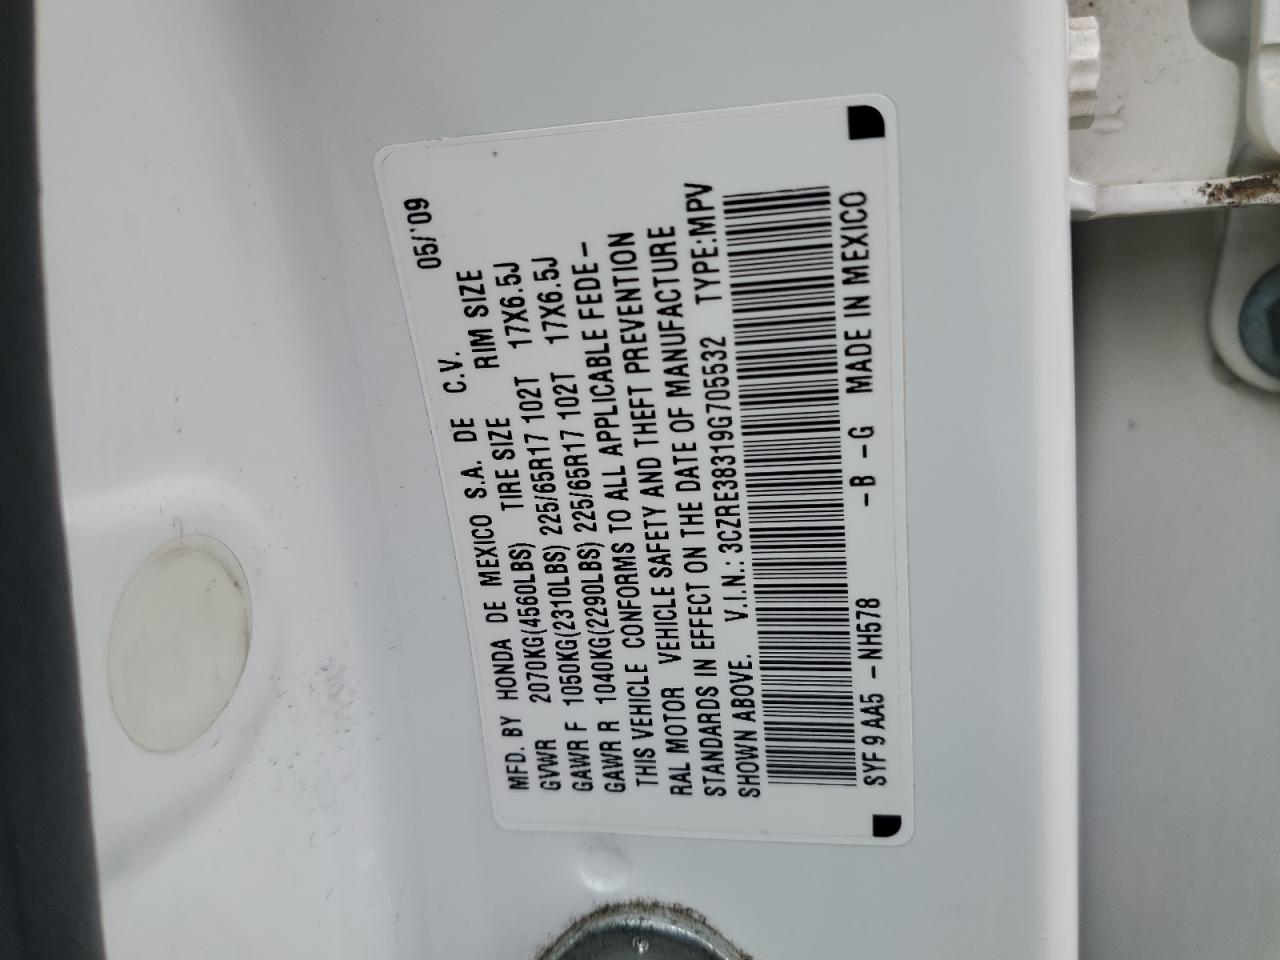 MFD. BY HONDA DE MEXICO S.A. DE C.V. 05/'09
GVWR 2070KG(4560LBS) TIRE SIZE RIM SIZE
GAWR F 1050KG(2310LBS) 225/65R17 102T 17X6.5J
GAWR R 1040KG(2290LBS) 225/65R17 102T 17X6.5J
THIS VEHICLE CONFORMS TO ALL APPLICABLE FEDE-
RAL MOTOR VEHICLE SAFETY AND THEFT PREVENTION
STANDARDS IN EFFECT ON THE DATE OF MANUFACTURE
SHOWN ABOVE. V.I.N.: 3CZRE38319G705532 TYPE:MPV
SYF9AA5 -NH578 -B -G MADE IN MEXICO